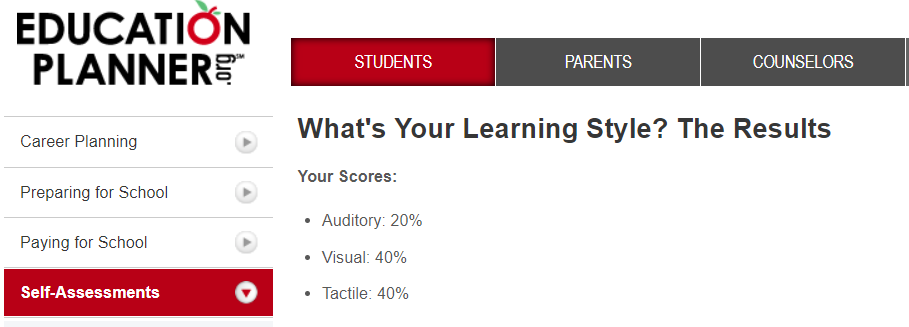 EDUCATION
PLANNER.org℠
STUDENTS
PARENTS
COUNSELORS
Career Planning
Preparing for School
Paying for School
Self-Assessments
What's Your Learning Style? The Results
Your Scores:
• Auditory: 20%
• Visual: 40%
• Tactile: 40%